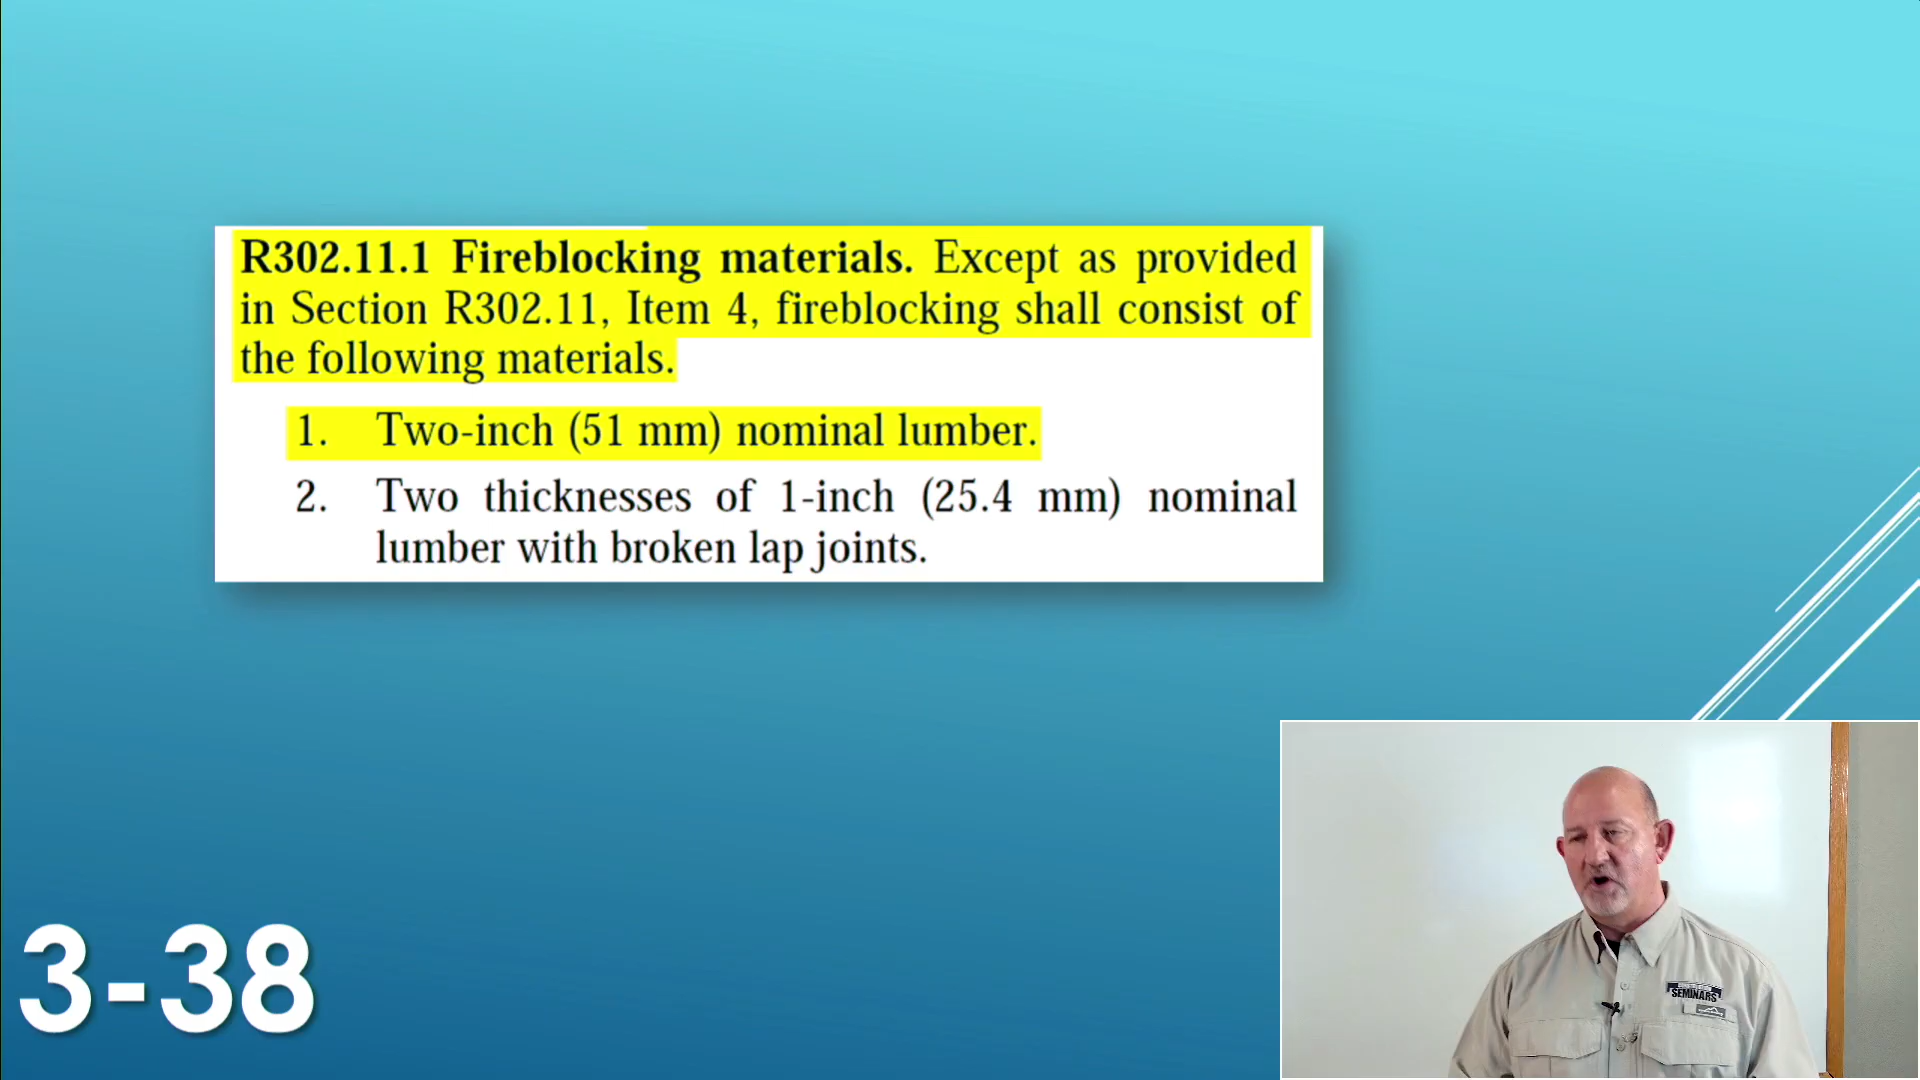 R302.11.1 Fireblocking materials. Except as provided
in Section R302.11, Item 4, fireblocking shall consist of
the following materials.
1. Two-inch (51 mm) nominal lumber.
2. Two thicknesses of 1-inch (25.4 mm) nominal
lumber with broken lap joints.
3-38
SEMINARS